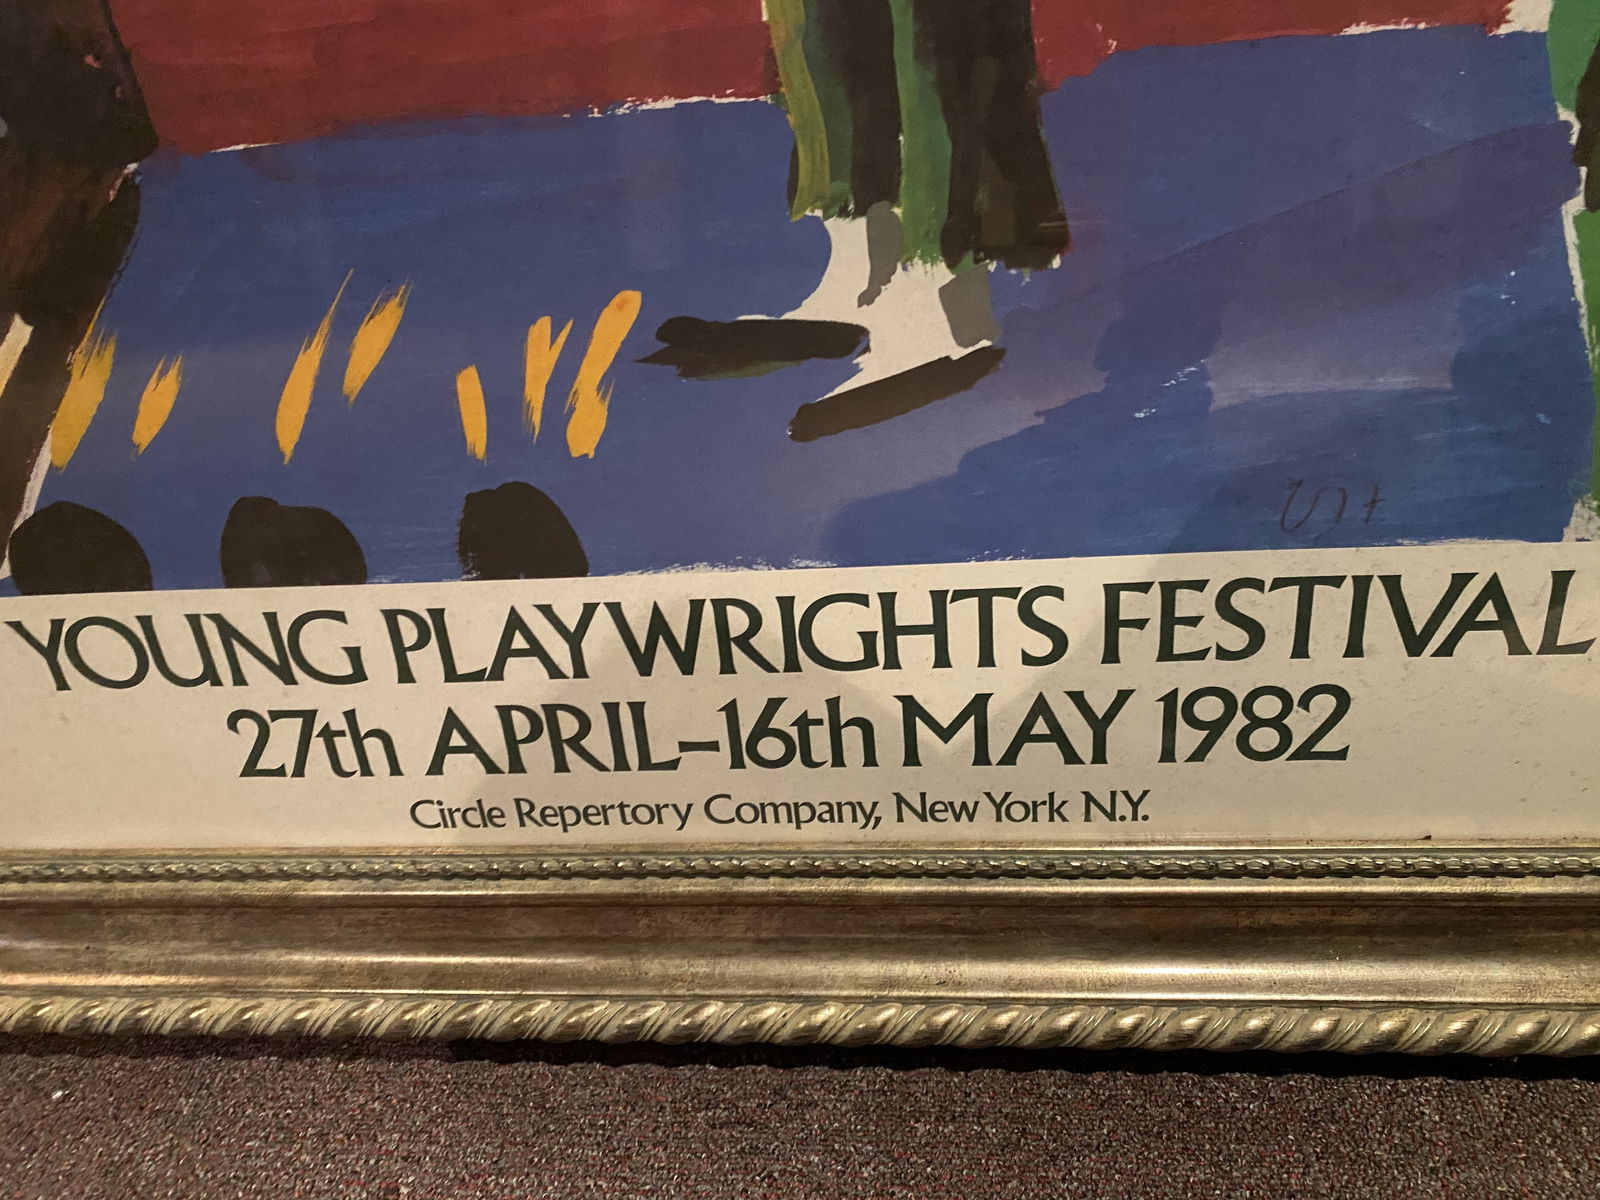 YOUNG PLAYWRIGHTS FESTIVAL
27th APRIL-16th MAY 1982
Circle Repertory Company, New York N.Y.